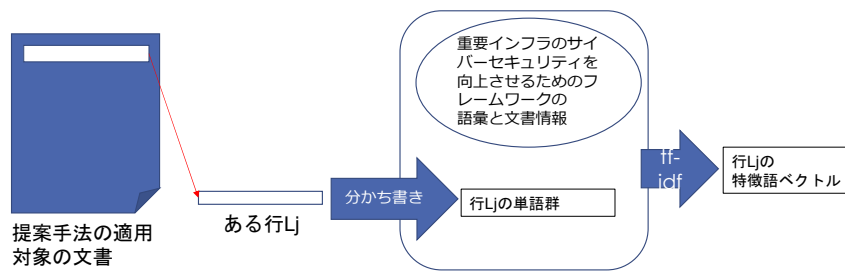 重要インフラのサイ
バーセキュリティを
向上させるためのフ
レームワークの
語彙と文書情報
tf-
idf
行Ljの
特徴語ベクトル
分かち書き
行Ljの単語群
ある行Lj
提案手法の適用
対象の文書